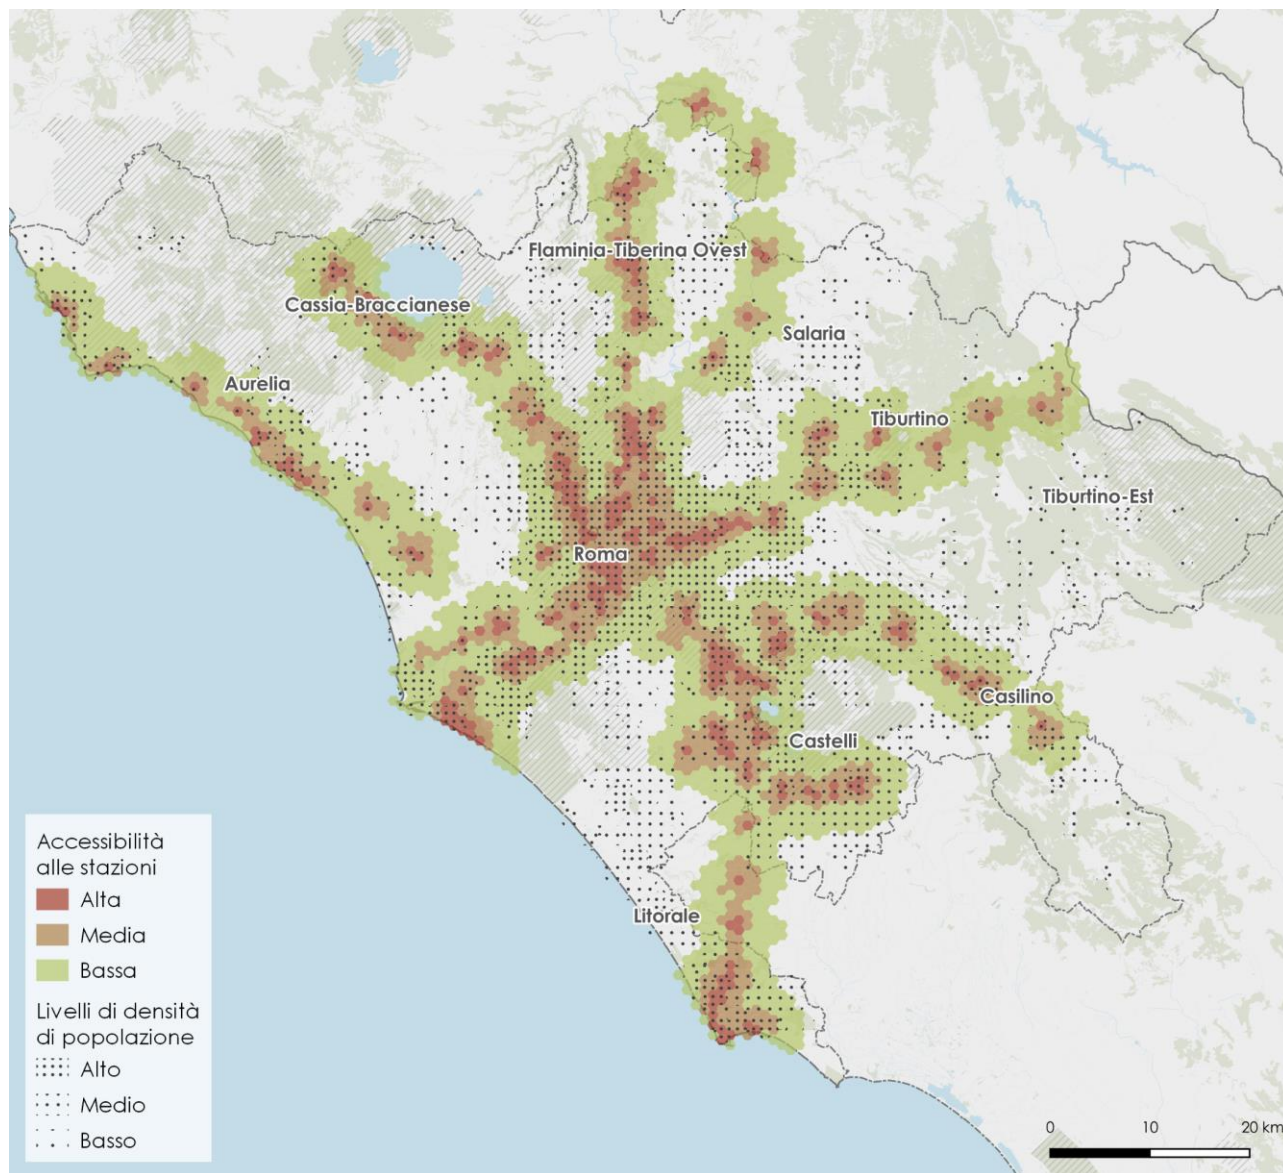 Flaminia-Tiberina Ovest
Cassia-Braccianese
Salaria
Aurelia
Tiburtino
Tiburtino-Est
Roma
Casilino
Castelli
Litorale
Accessibilità
alle stazioni
Alta
Media
Bassa
Livelli di densità
di popolazione
Alto
Medio
Basso
0 10 20 km